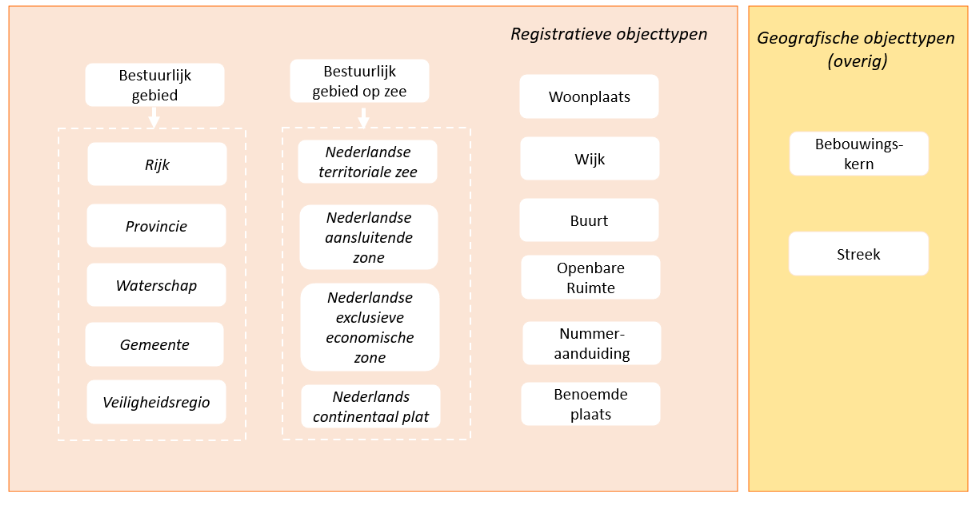 Registratieve objecttypen
Bestuurlijk
gebied
Rijk
Provincie
Waterschap
Gemeente
Veiligheidsregio
Bestuurlijk
gebied op zee
Nederlandse
territoriale zee
Nederlandse
aansluitende
zone
Nederlandse
exclusieve
economische
zone
Nederlands
continentaal plat
Woonplaats
Wijk
Buurt
Openbare
Ruimte
Nummer-
aanduiding
Benoemde
plaats
Geografische objecttypen
(overig)
Bebouwings-
kern
Streek